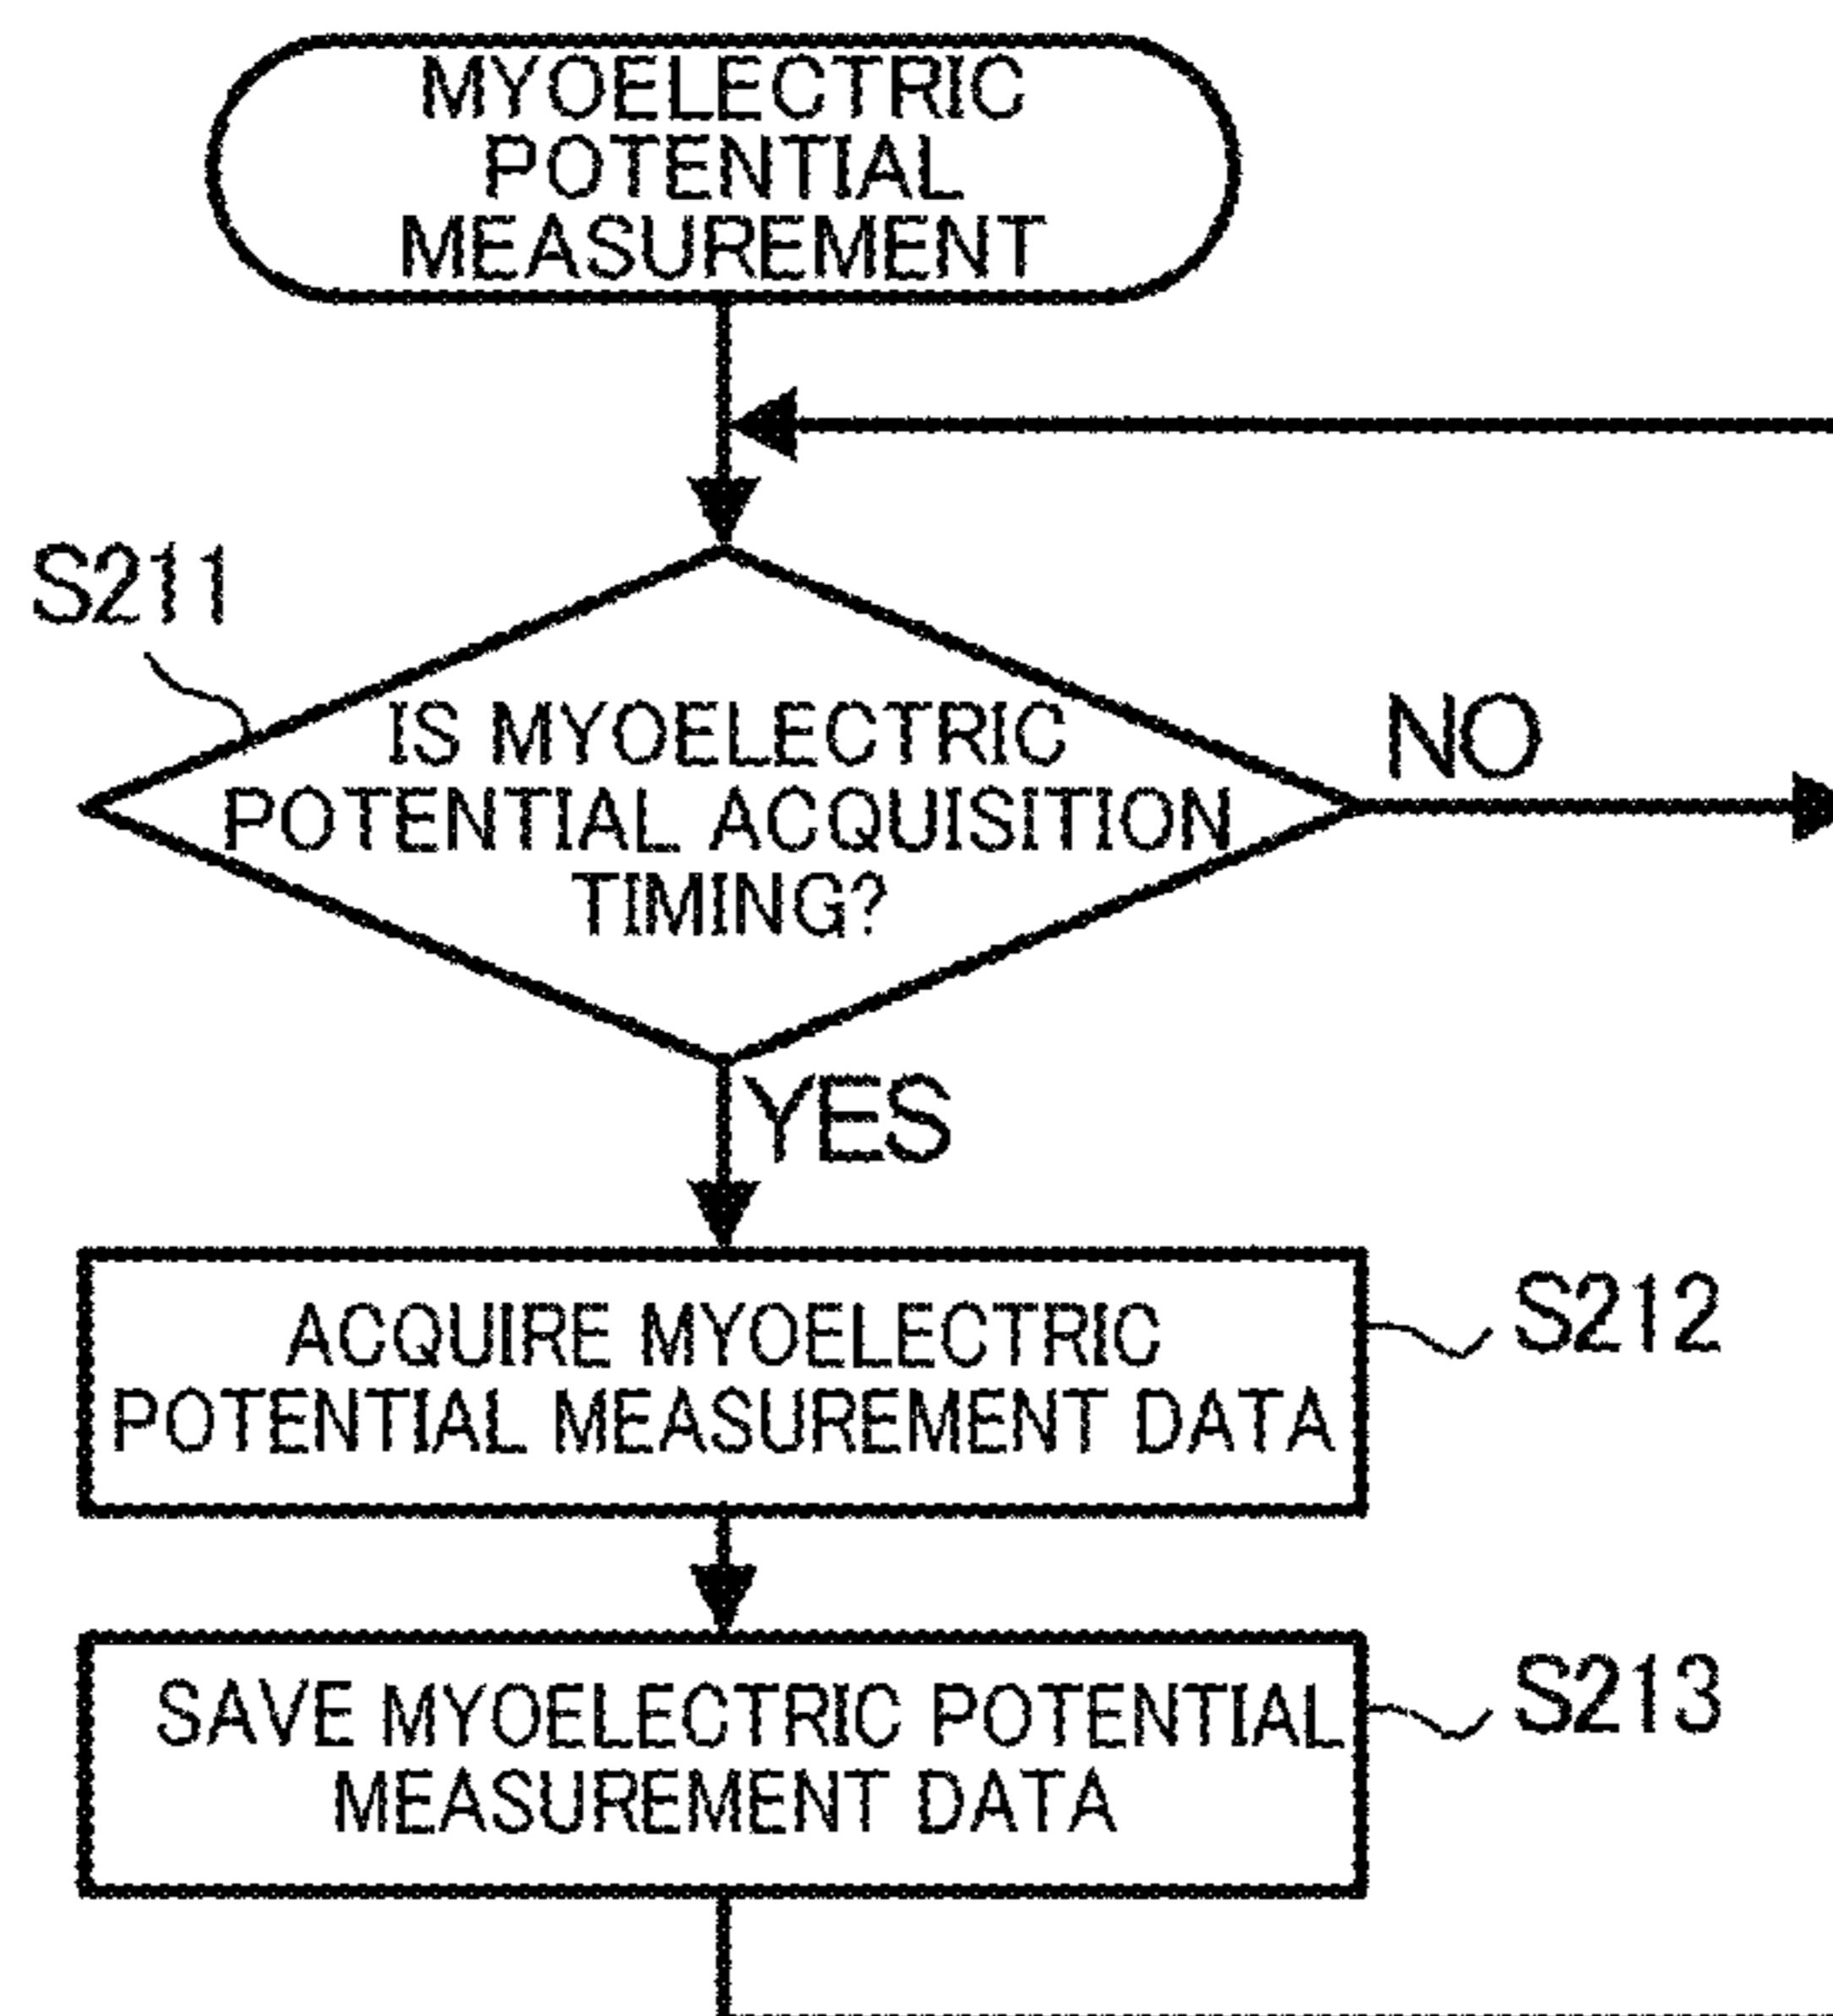 MYOELECTRIC
POTENTIAL
MEASUREMENT
S211
IS MYOELECTRIC
POTENTIAL ACQUISITION
TIMING?
NO
YES
ACQUIRE MYOELECTRIC
POTENTIAL MEASUREMENT DATA
S212
SAVE MYOELECTRIC POTENTIAL
MEASUREMENT DATA
S213